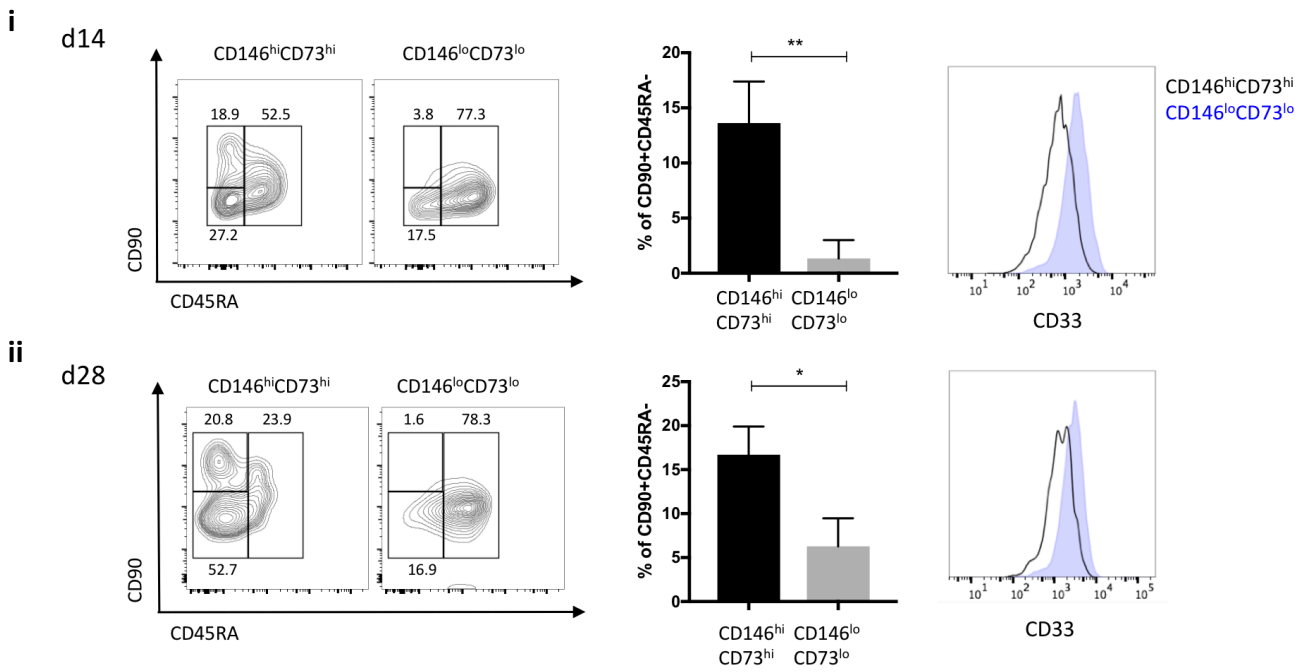 i
d14
CD146hiCD73hi
CD146loCD73lo
18.9 52.5
3.8 77.3
27.2
17.5
CD90
CD45RA
% of CD90+CD45RA-
20
15
10
5
0
**
CD146hi CD146lo
CD73hi CD73lo
CD146hiCD73hi
CD146loCD73lo
10¹ 10² 10³ 10⁴
CD33
ii
d28
CD146hiCD73hi
CD146loCD73lo
20.8 23.9
1.6 78.3
52.7
16.9
CD90
CD45RA
% of CD90+CD45RA-
25
20
15
10
5
0
*
CD146hi CD146lo
CD73hi CD73lo
10¹ 10² 10³ 10⁴ 10⁵
CD33